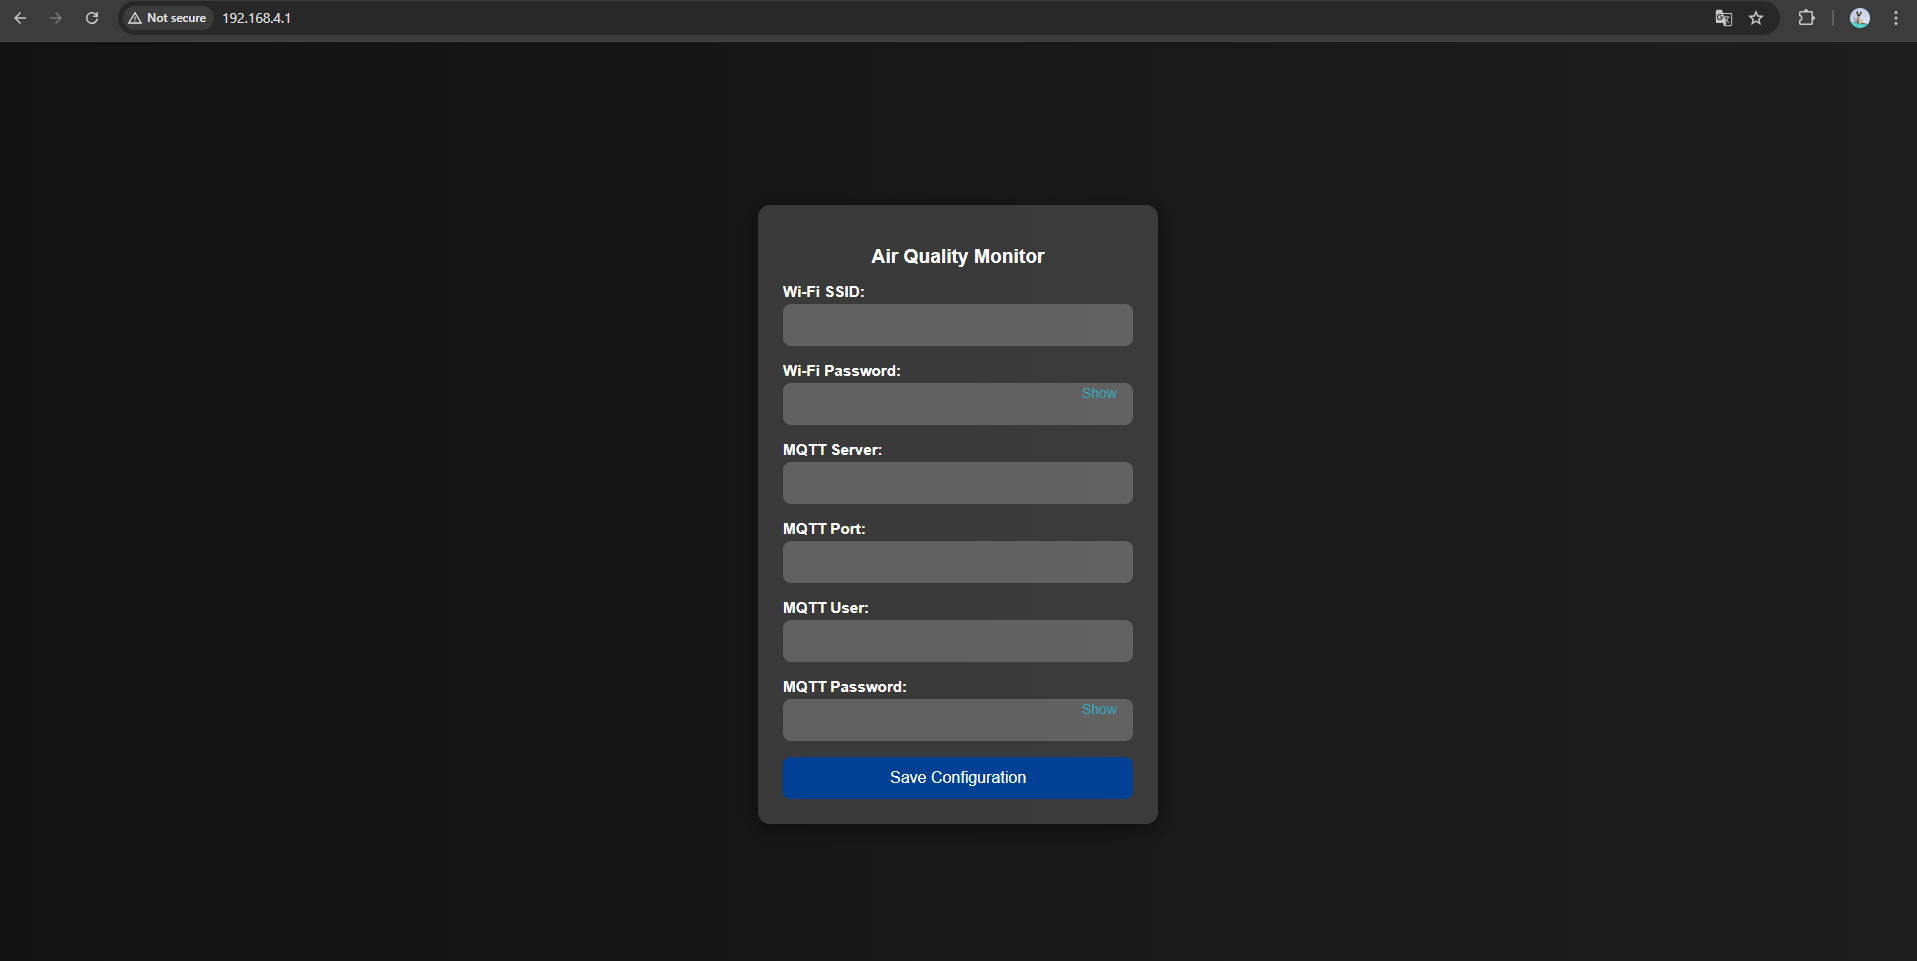 Not secure 192.168.4.1
Air Quality Monitor
Wi-Fi SSID:
Wi-Fi Password:
Show
MQTT Server:
MQTT Port:
MQTT User:
MQTT Password:
Show
Save Configuration